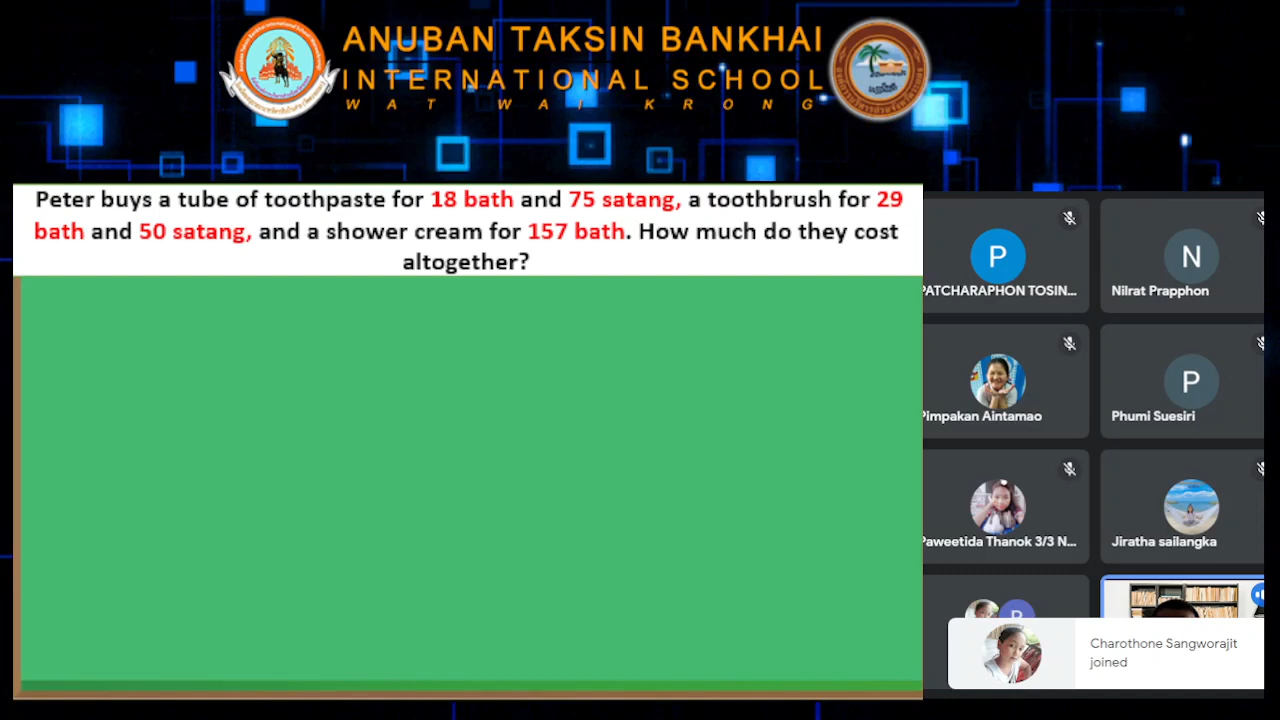 ANUBAN TAKSIN BANKHAI
INTERNATIONAL SCHOOL
WAT WAI KRONG
Peter buys a tube of toothpaste for 18 bath and 75 satang, a toothbrush for 29
bath and 50 satang, and a shower cream for 157 bath. How much do they cost
altogether?
P
PATCHARAPHON TOSIN...
N
Nilrat Prapphon
Pimpakan Aintamao
P
Phumi Suesiri
Paweetida Thanok 3/3 N...
Jiratha sailangka
Charothone Sangworajit
joined